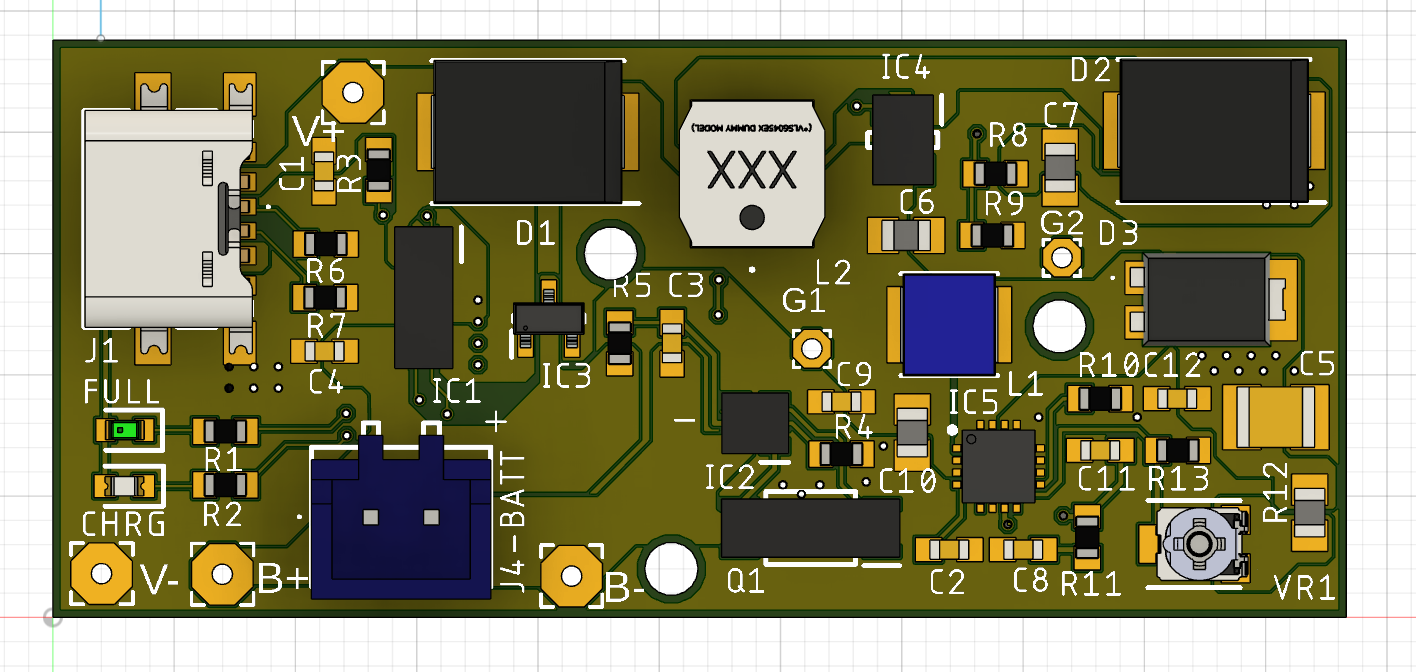 IC4
D2
(*VLS6045EX DUMMY MODEL)
C7
V+
R8
XXX
C1
R3
R9
C6
G2
D1
D3
R6
L2
R5
C3
G1
R7
J1
IC3
C9
R10
C12
C5
C4
IC1
L1
FULL
IC5
+
-
R4
R1
IC2
C10
C11
R13
R12
R2
J4-BATT
CHRG
V-
B+
B-
Q1
C2
C8
R11
VR1